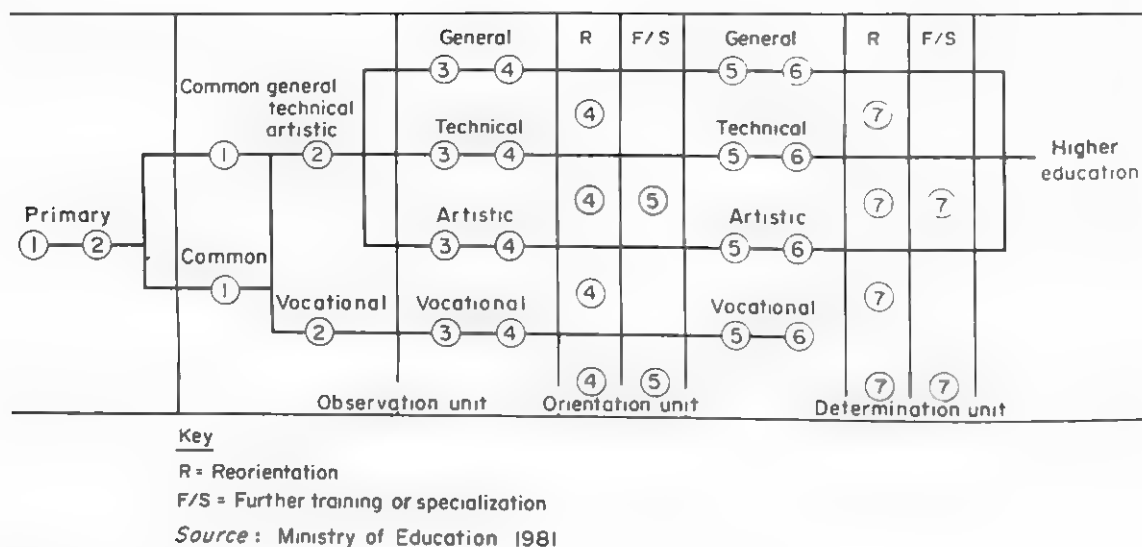 General R F/S General R F/S
3 4 5 6
Common general
technical
artistic
4 7
Technical Technical
1 2 3 4 5 6 Higher
education
Primary 4 5 Artistic 7 7
1 2 Artistic
3 4 5 6
Common
1 4 7
Vocational Vocational Vocational
2 3 4 5 6
4 5 7 7
Observation unit Orientation unit Determination unit
Key
R = Reorientation
F/S = Further training or specialization
Source: Ministry of Education 1981